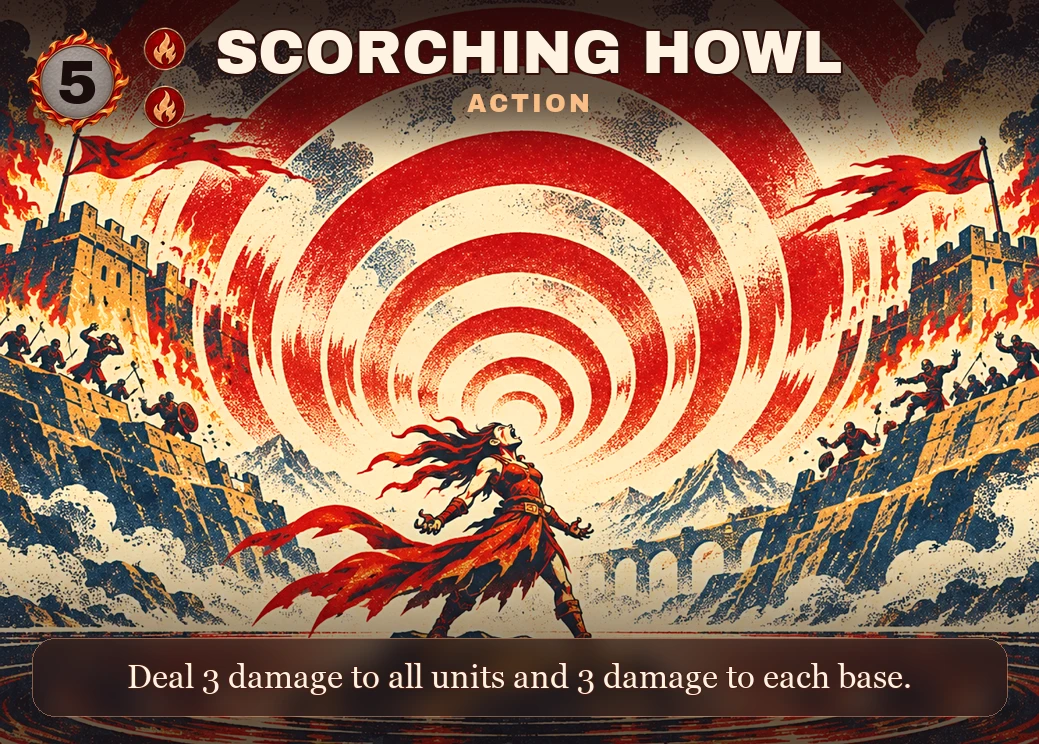 5
SCORCHING HOWL
ACTION
Deal 3 damage to all units and 3 damage to each base.